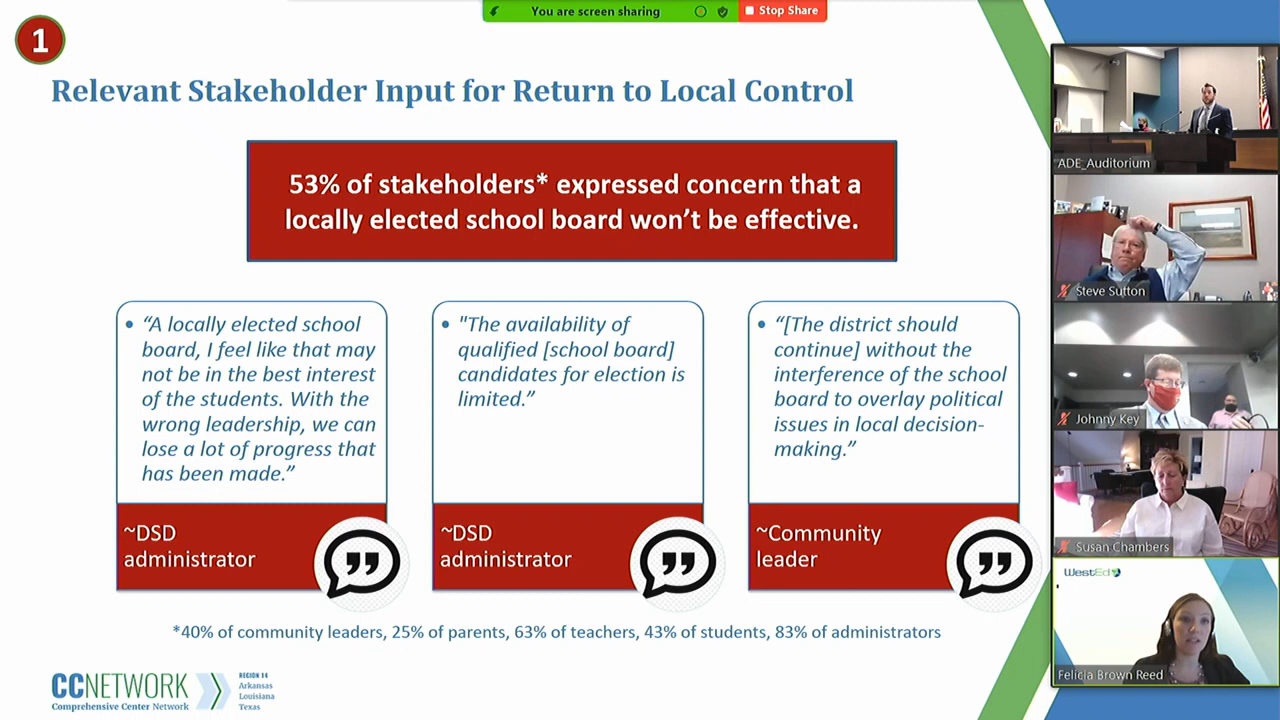 You are screen sharing
Stop Share
1
Relevant Stakeholder Input for Return to Local Control
53% of stakeholders* expressed concern that a
locally elected school board won’t be effective.
• “A locally elected school
board, I feel like that may
not be in the best interest
of the students. With the
wrong leadership, we can
lose a lot of progress that
has been made.”
~DSD
administrator
• "The availability of
qualified [school board]
candidates for election is
limited.”
~DSD
administrator
• “[The district should
continue] without the
interference of the school
board to overlay political
issues in local decision-
making.”
~Community
leader
*40% of community leaders, 25% of parents, 63% of teachers, 43% of students, 83% of administrators
CCNETWORK
Comprehensive Center Network
REGION 14
Arkansas
Louisiana
Texas
ADE_Auditorium
Steve Sutton
Johnny Key
Susan Chambers
WestEd
Felicia Brown Reed